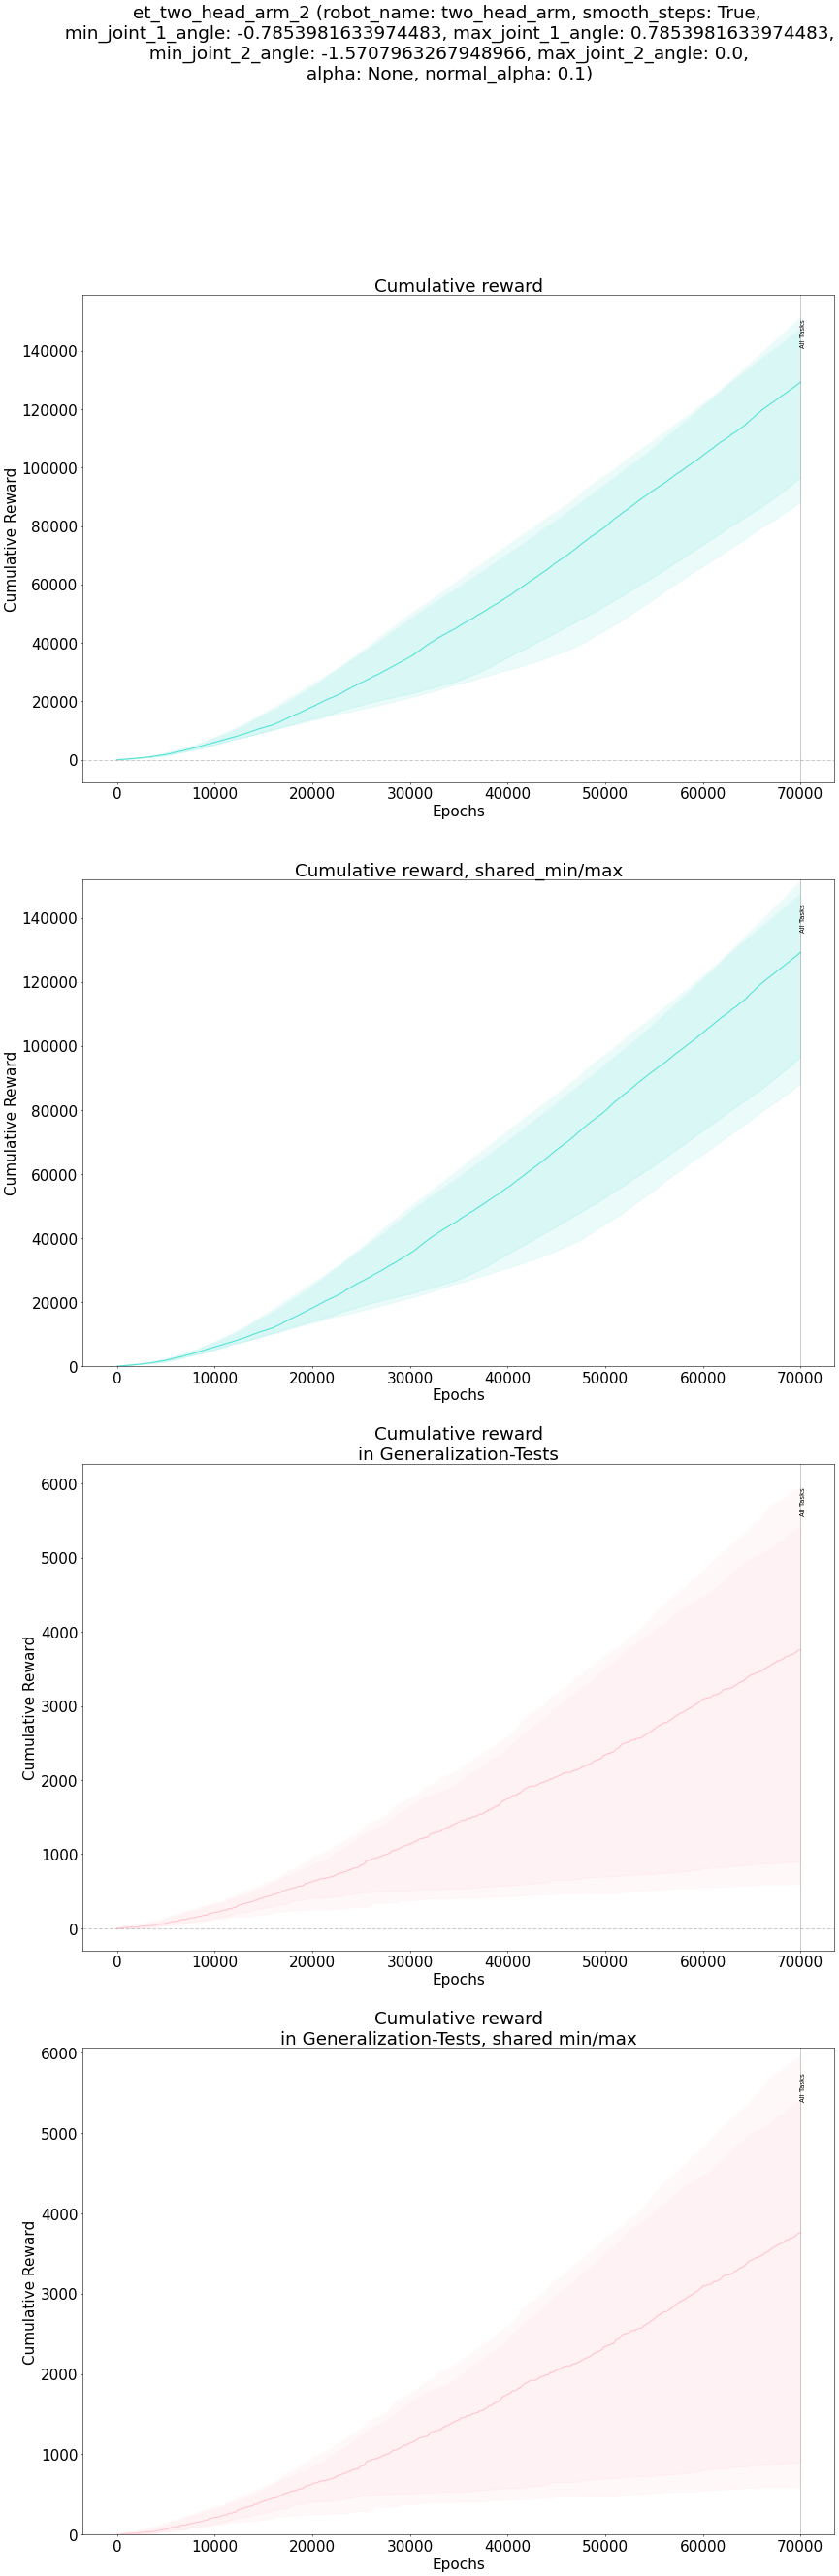 et_two_head_arm_2 (robot_name: two_head_arm, smooth_steps: True,
min_joint_1_angle: -0.7853981633974483, max_joint_1_angle: 0.7853981633974483,
min_joint_2_angle: -1.5707963267948966, max_joint_2_angle: 0.0,
alpha: None, normal_alpha: 0.1)
Cumulative reward
All Tasks
140000
120000
100000
80000
60000
40000
20000
0
Cumulative Reward
0 10000 20000 30000 40000 50000 60000 70000
Epochs
Cumulative reward, shared_min/max
All Tasks
140000
120000
100000
80000
60000
40000
20000
0
Cumulative Reward
0 10000 20000 30000 40000 50000 60000 70000
Epochs
Cumulative reward
in Generalization-Tests
All Tasks
6000
5000
4000
3000
2000
1000
0
Cumulative Reward
0 10000 20000 30000 40000 50000 60000 70000
Epochs
Cumulative reward
in Generalization-Tests, shared min/max
All Tasks
6000
5000
4000
3000
2000
1000
0
Cumulative Reward
0 10000 20000 30000 40000 50000 60000 70000
Epochs